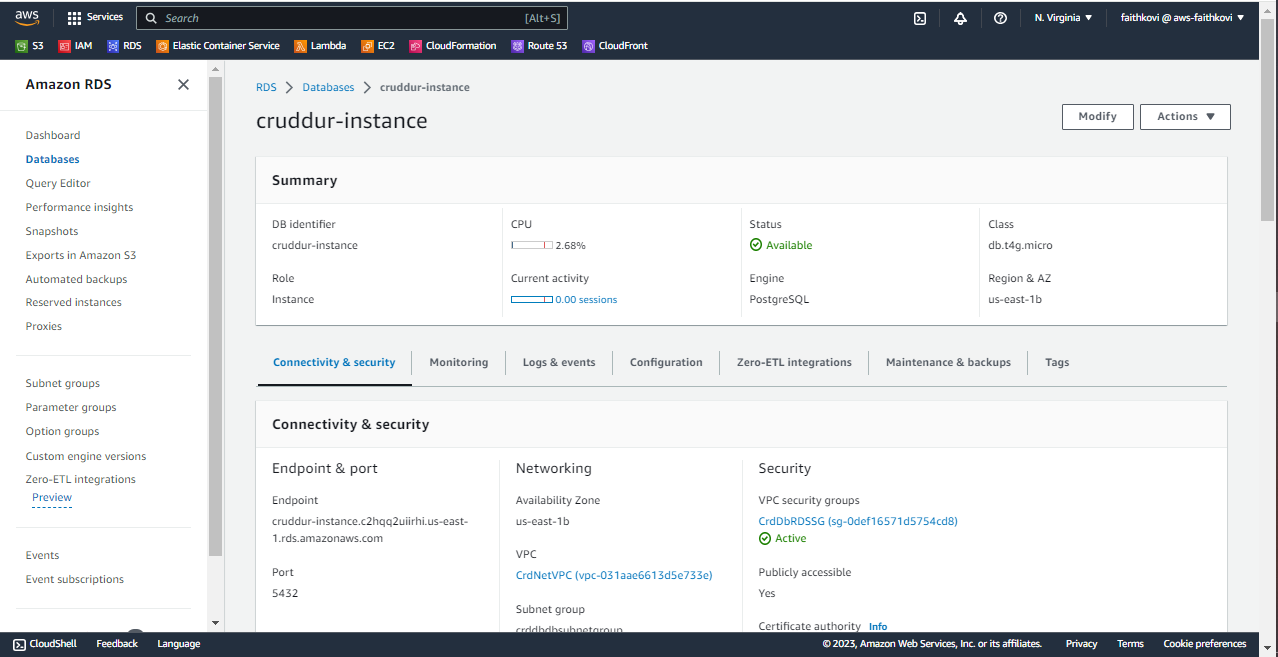 aws
Services
Search
[Alt+S]
N. Virginia
faithkovi @ aws-faithkovi
S3
IAM
RDS
Elastic Container Service
Lambda
EC2
CloudFormation
Route 53
CloudFront
Amazon RDS
Dashboard
Databases
Query Editor
Performance insights
Snapshots
Exports in Amazon S3
Automated backups
Reserved instances
Proxies
Subnet groups
Parameter groups
Option groups
Custom engine versions
Zero-ETL integrations
Preview
Events
Event subscriptions
RDS
Databases
cruddur-instance
cruddur-instance
Modify
Actions
Summary
DB identifier
cruddur-instance
CPU
2.68%
Status
Available
Class
db.t4g.micro
Role
Instance
Current activity
0.00 sessions
Engine
PostgreSQL
Region & AZ
us-east-1b
Connectivity & security
Monitoring
Logs & events
Configuration
Zero-ETL integrations
Maintenance & backups
Tags
Connectivity & security
Endpoint & port
Endpoint
cruddur-instance.c2hqq2uiirhi.us-east-
1.rds.amazonaws.com
Port
5432
Networking
Availability Zone
us-east-1b
VPC
CrdNetVPC (vpc-031aae6613d5e733e)
Subnet group
crddbdbsubnetgroup
Security
VPC security groups
CrdDbRDSSG (sg-0def16571d5754cd8)
Active
Publicly accessible
Yes
Certificate authority Info
CloudShell
Feedback
Language
© 2023, Amazon Web Services, Inc. or its affiliates.
Privacy
Terms
Cookie preferences